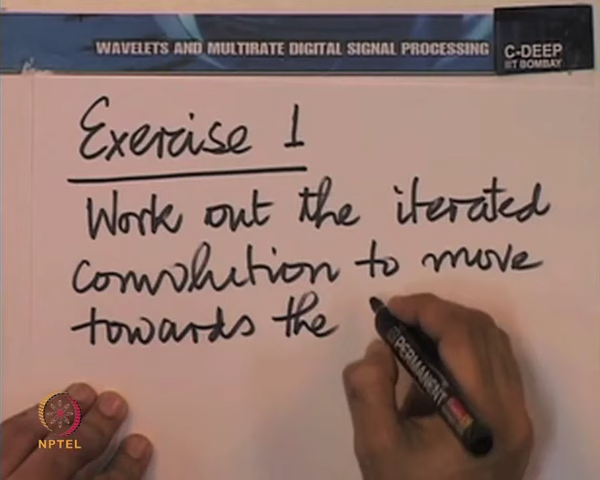 WAVELETS AND MULTIRATE DIGITAL SIGNAL PROCESSING
C-DEEP
IIT BOMBAY
Exercise 1
Work out the iterated
convolution to move
towards the
PERMANENT
NPTEL